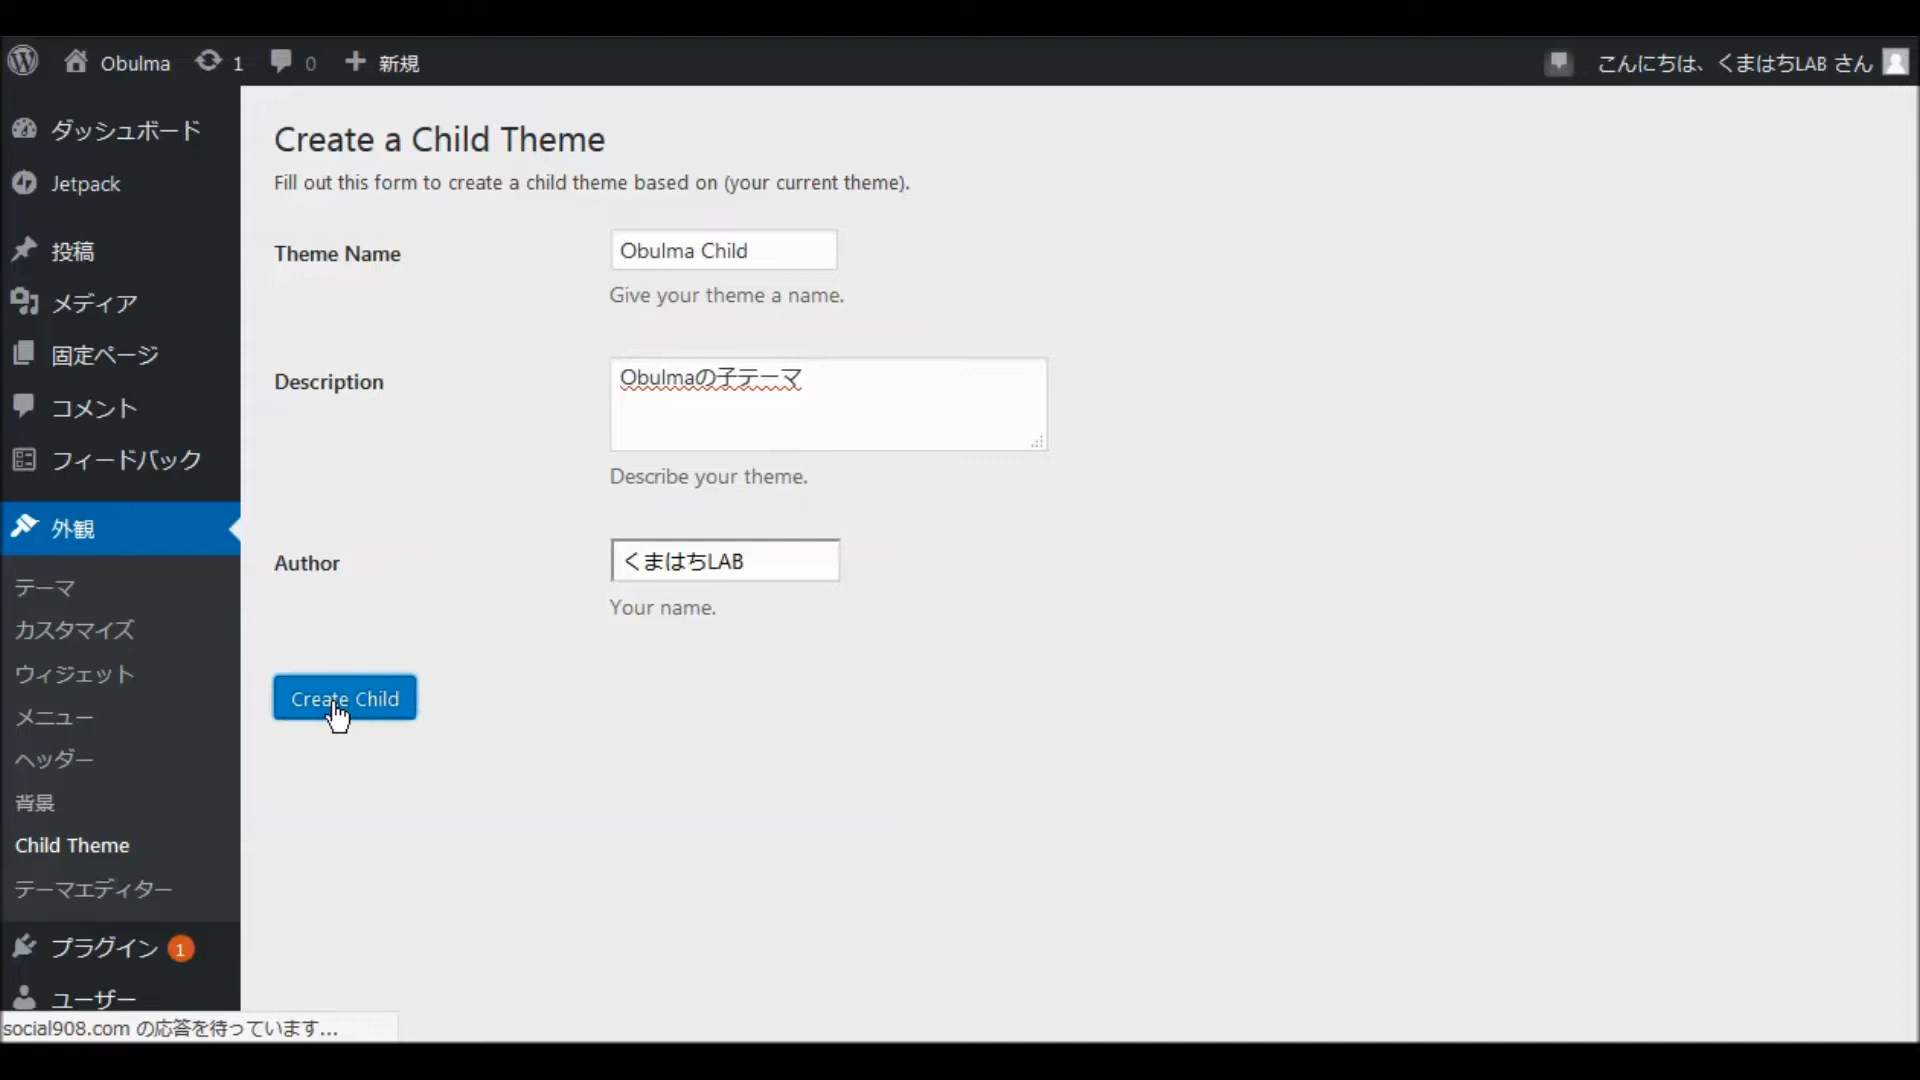 Obulma 1 0 新規 こんにちは、くまはちLAB さん
ダッシュボード
Jetpack
投稿
メディア
固定ページ
コメント
フィードバック
外観
テーマ
カスタマイズ
ウィジェット
メニュー
ヘッダー
背景
Child Theme
テーマエディター
プラグイン 1
ユーザー
Create a Child Theme
Fill out this form to create a child theme based on (your current theme).
Theme Name
Obulma Child
Give your theme a name.
Description
Obulmaの子テーマ
Describe your theme.
Author
くまはちLAB
Your name.
Create Child
social908.com の応答を待っています...